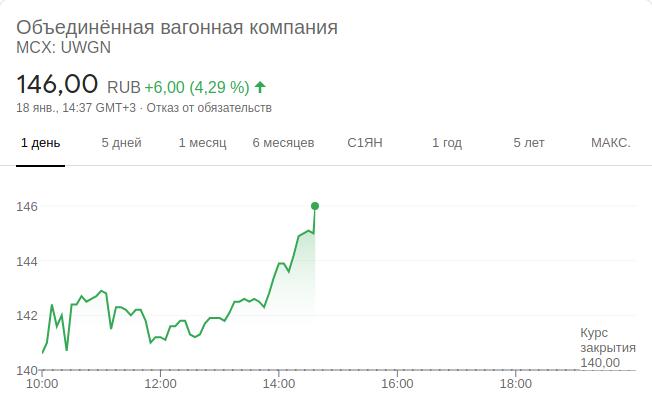 Объединённая вагонная компания
MCX: UWGN
146,00 RUB +6,00 (4,29 %)
18 янв., 14:37 GMT+3 · Отказ от обязательств
1 день 5 дней 1 месяц 6 месяцев С1ЯН 1 год 5 лет МАКС.
146
144
142
Курс
закрытия
140,00
140
10:00 12:00 14:00 16:00 18:00